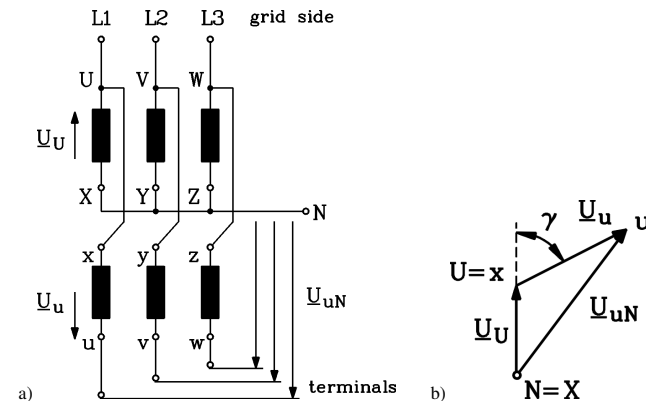 L1 L2 L3 grid side
U V W
U_U
X Y Z
N
x y z
U_u
U_uN
u v w
a) terminals
γ U_u u
U=x
U_uN
U_U
b) N=X